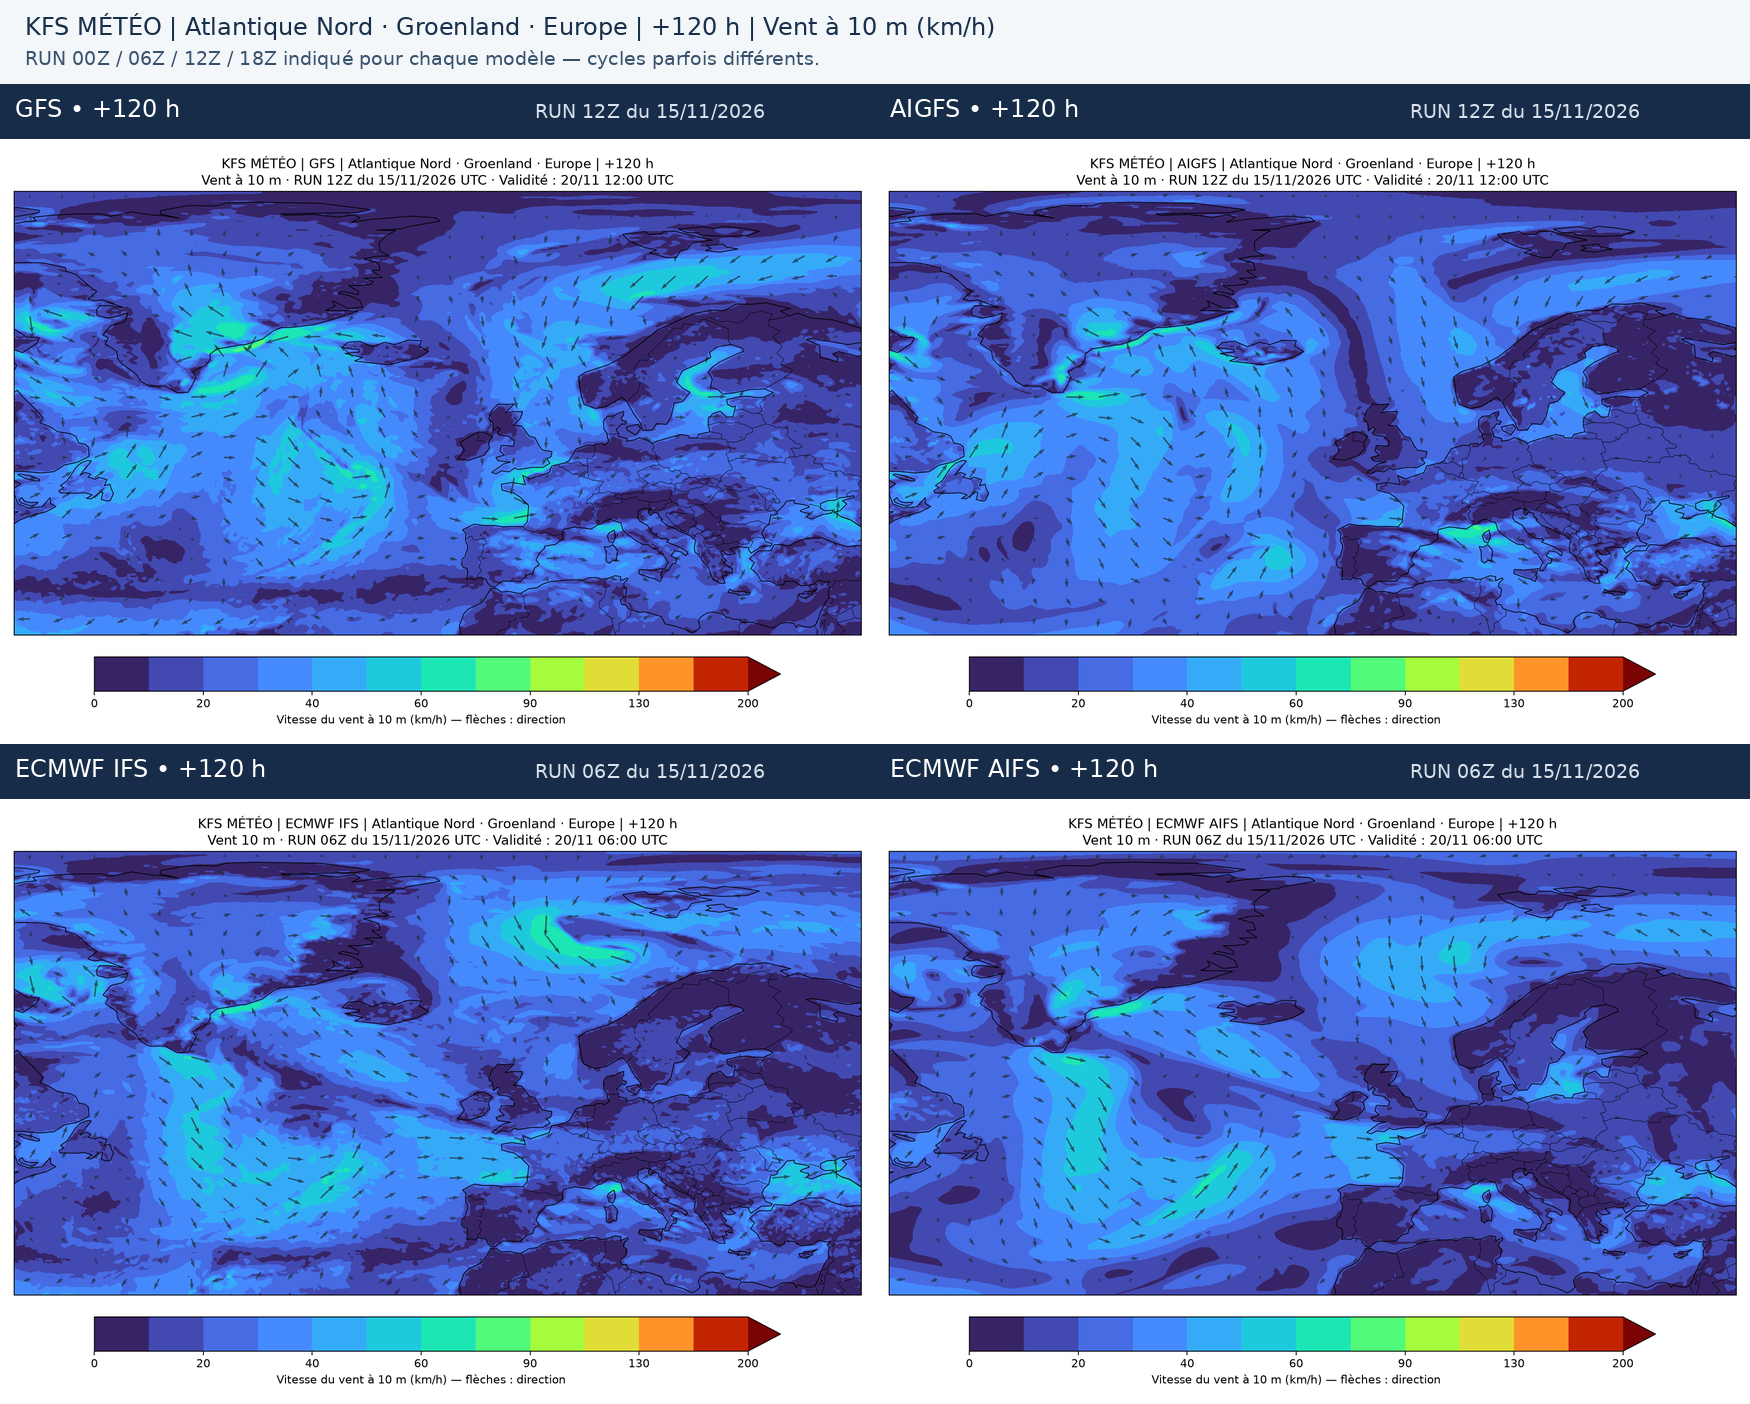 KFS MÉTÉO | Atlantique Nord · Groenland · Europe | +120 h | Vent à 10 m (km/h)
RUN 00Z / 06Z / 12Z / 18Z indiqué pour chaque modèle — cycles parfois différents.
GFS • +120 h
RUN 12Z du 15/11/2026
KFS MÉTÉO | GFS | Atlantique Nord · Groenland · Europe | +120 h
Vent à 10 m · RUN 12Z du 15/11/2026 UTC · Validité : 20/11 12:00 UTC
0 20 40 60 90 130 200
Vitesse du vent à 10 m (km/h) — flèches : direction
AIGFS • +120 h
RUN 12Z du 15/11/2026
KFS MÉTÉO | AIGFS | Atlantique Nord · Groenland · Europe | +120 h
Vent à 10 m · RUN 12Z du 15/11/2026 UTC · Validité : 20/11 12:00 UTC
0 20 40 60 90 130 200
Vitesse du vent à 10 m (km/h) — flèches : direction
ECMWF IFS • +120 h
RUN 06Z du 15/11/2026
KFS MÉTÉO | ECMWF IFS | Atlantique Nord · Groenland · Europe | +120 h
Vent 10 m · RUN 06Z du 15/11/2026 UTC · Validité : 20/11 06:00 UTC
0 20 40 60 90 130 200
Vitesse du vent à 10 m (km/h) — flèches : direction
ECMWF AIFS • +120 h
RUN 06Z du 15/11/2026
KFS MÉTÉO | ECMWF AIFS | Atlantique Nord · Groenland · Europe | +120 h
Vent 10 m · RUN 06Z du 15/11/2026 UTC · Validité : 20/11 06:00 UTC
0 20 40 60 90 130 200
Vitesse du vent à 10 m (km/h) — flèches : direction